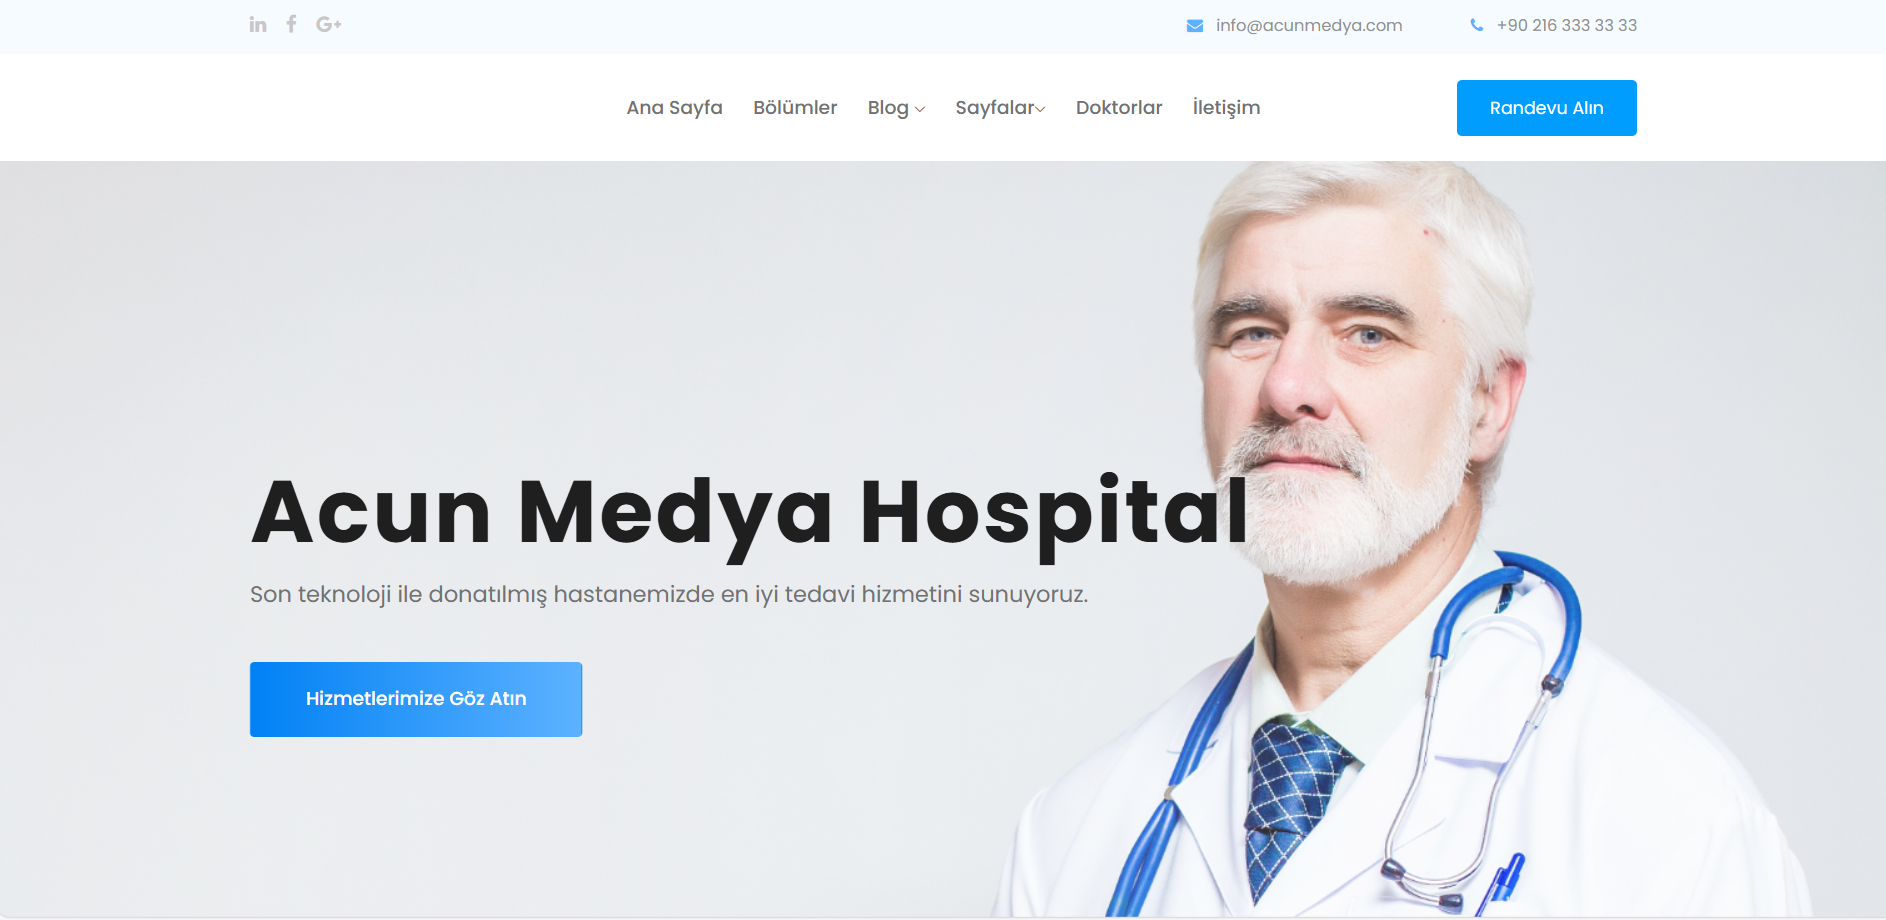 info@acunmedya.com
+90 216 333 33 33
Ana Sayfa
Bölümler
Blog
Sayfalar
Doktorlar
İletişim
Randevu Alın
Acun Medya Hospital
Son teknoloji ile donatılmış hastanemizde en iyi tedavi hizmetini sunuyoruz.
Hizmetlerimize Göz Atın